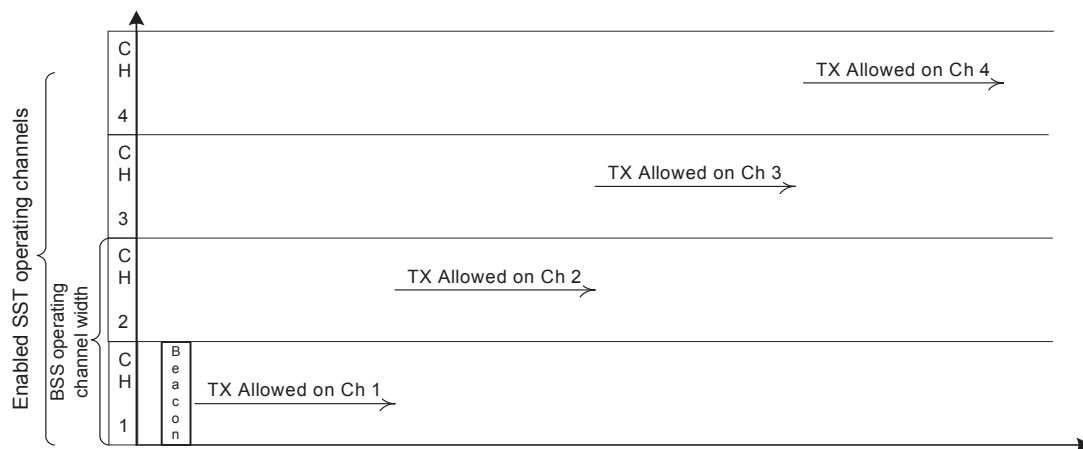 Enabled SST operating channels
BSS operating
channel width
C
H
4
TX Allowed on Ch 4
C
H
3
TX Allowed on Ch 3
C
H
2
TX Allowed on Ch 2
C
H
1
B
e
a
c
o
n
TX Allowed on Ch 1